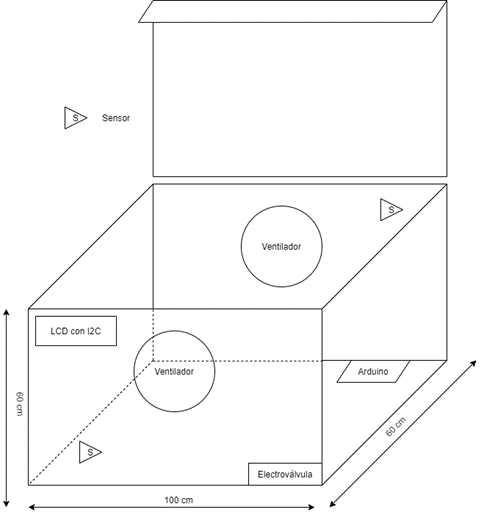 S
Sensor
S
Ventilador
LCD con I2C
Ventilador
Arduino
60 cm
60 cm
S
Electroválvula
100 cm